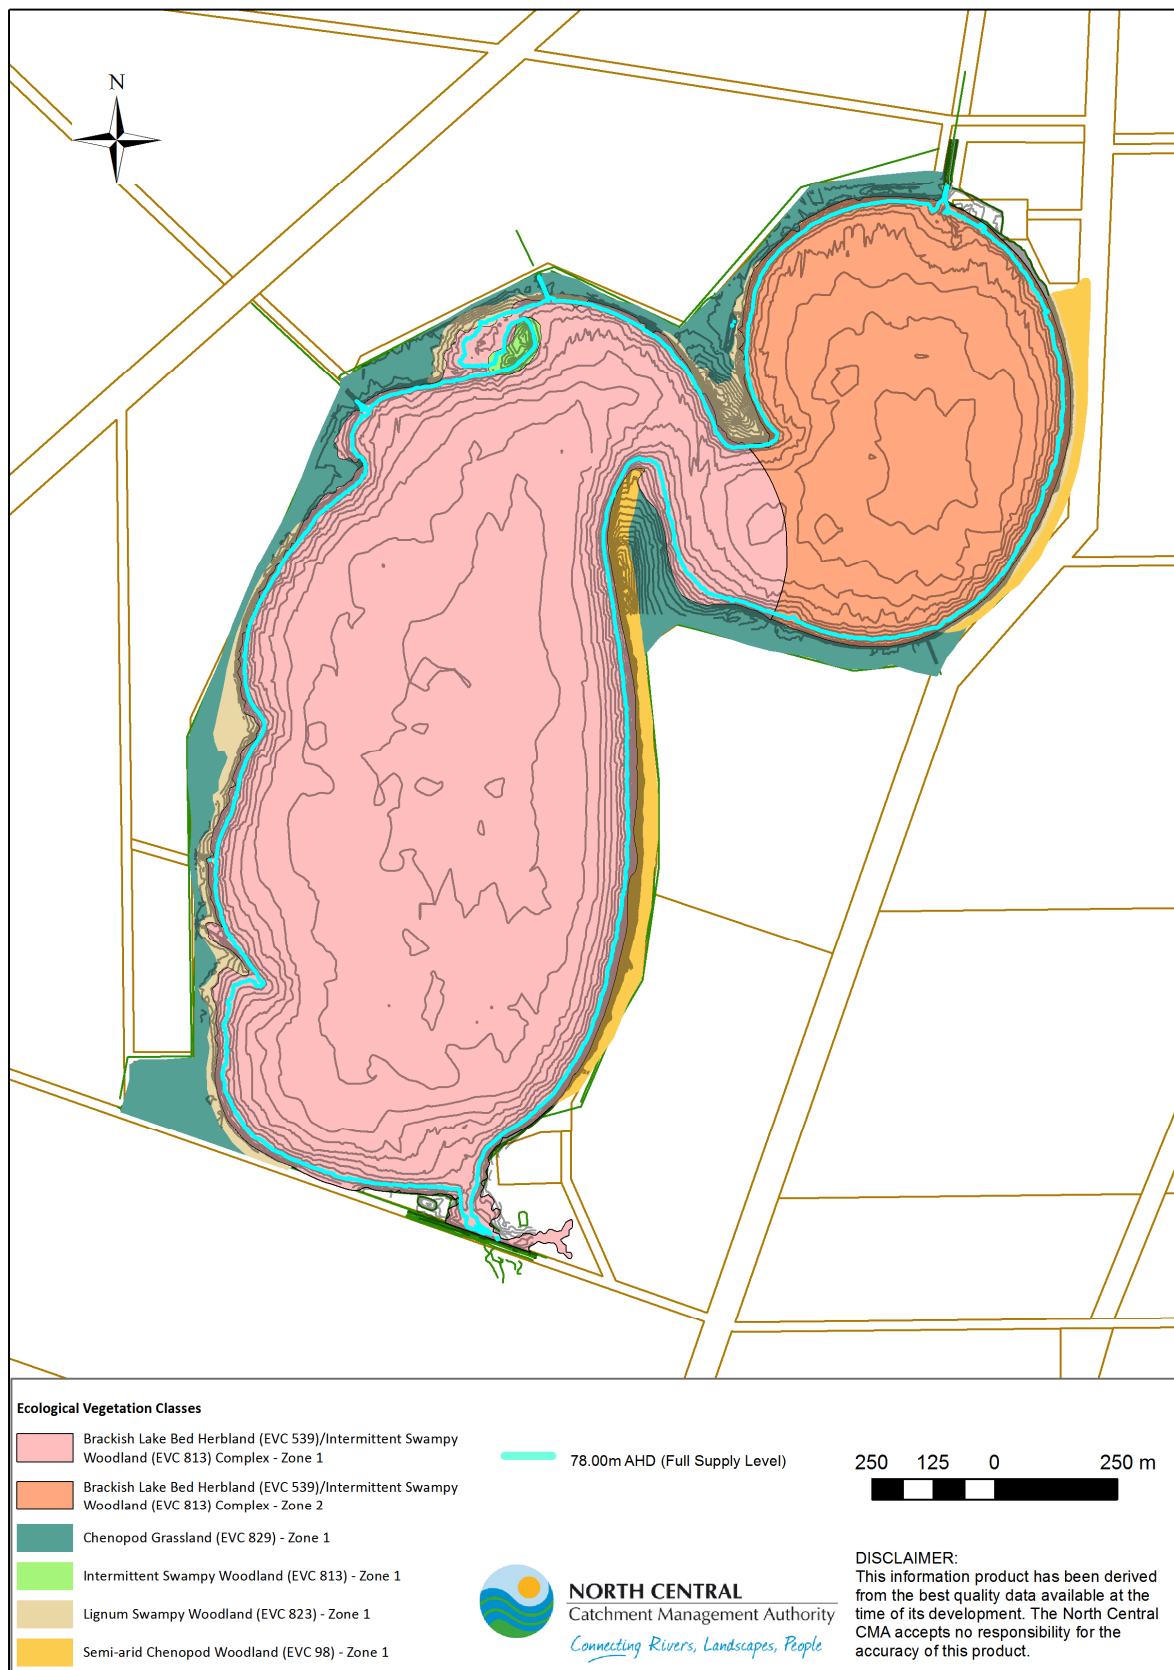 N
Ecological Vegetation Classes
Brackish Lake Bed Herbland (EVC 539)/Intermittent Swampy
Woodland (EVC 813) Complex - Zone 1
Brackish Lake Bed Herbland (EVC 539)/Intermittent Swampy
Woodland (EVC 813) Complex - Zone 2
Chenopod Grassland (EVC 829) - Zone 1
Intermittent Swampy Woodland (EVC 813) - Zone 1
Lignum Swampy Woodland (EVC 823) - Zone 1
Semi-arid Chenopod Woodland (EVC 98) - Zone 1
78.00m AHD (Full Supply Level)
250 125 0 250 m
NORTH CENTRAL
Catchment Management Authority
Connecting Rivers, Landscapes, People
DISCLAIMER:
This information product has been derived
from the best quality data available at the
time of its development. The North Central
CMA accepts no responsibility for the
accuracy of this product.